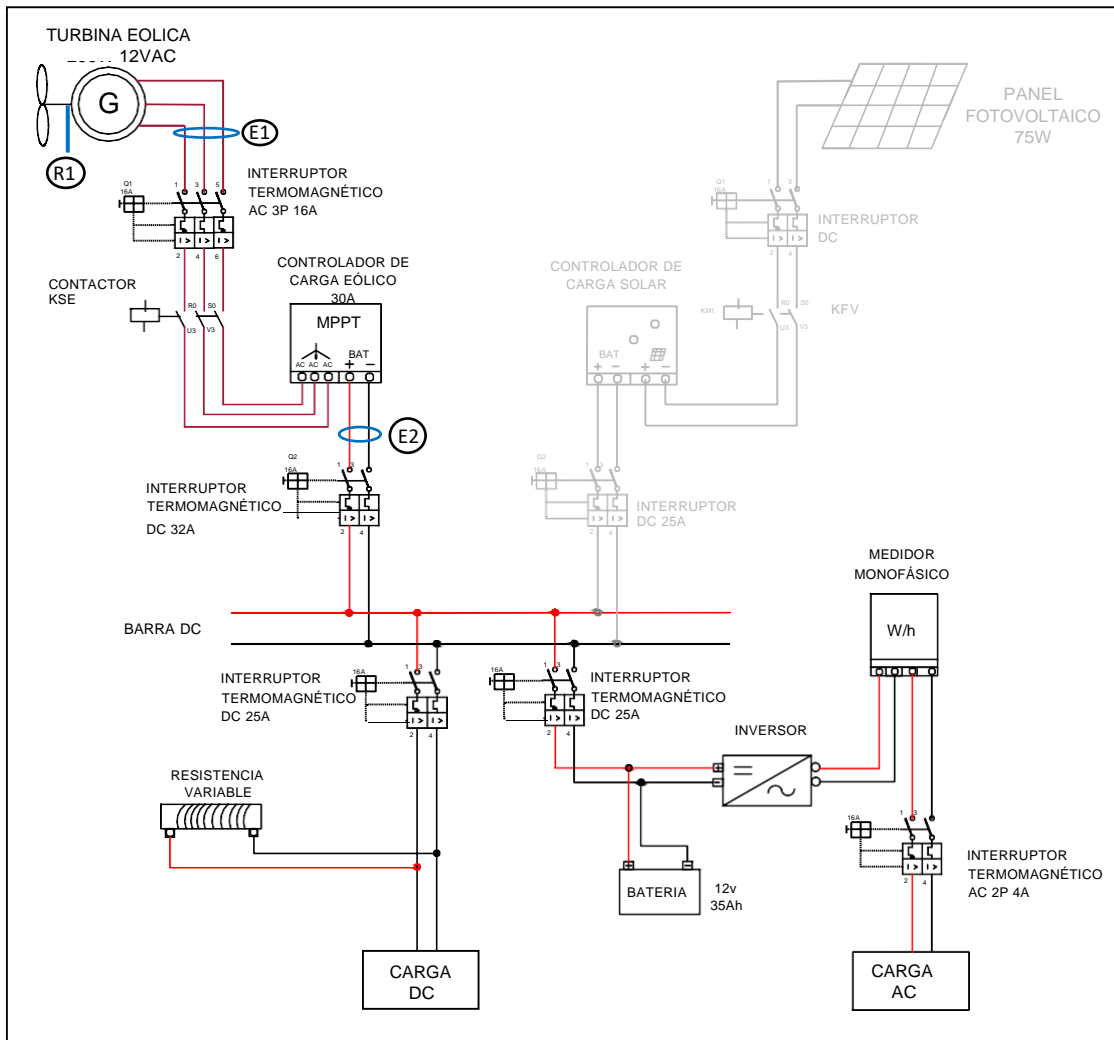 TURBINA EOLICA
12VAC
G
E1
R1
Q1
16A
1 3 5
2 4 6
INTERRUPTOR
TERMOMAGNÉTICO
AC 3P 16A
CONTACTOR
KSE
R0 S0
U3 V3
CONTROLADOR DE
CARGA EÓLICO
30A
MPPT
BAT
AC AC AC + −
E2
Q2
16A
1 3
2 4
INTERRUPTOR
TERMOMAGNÉTICO
DC 32A
PANEL
FOTOVOLTAICO
75W
Q1
16A
1 3
2 4
INTERRUPTOR
DC
KM1
R0 S0
U3 V3
KFV
CONTROLADOR DE
CARGA SOLAR
BAT
+ − + −
Q2
16A
1 3
2 4
INTERRUPTOR
DC 25A
BARRA DC
INTERRUPTOR
TERMOMAGNÉTICO
DC 25A
16A
1 3
2 4
16A
1 3
2 4
INTERRUPTOR
TERMOMAGNÉTICO
DC 25A
MEDIDOR
MONOFÁSICO
W/h
INVERSOR
+
−
RESISTENCIA
VARIABLE
+ −
BATERIA
12v
35Ah
16A
1 3
2 4
INTERRUPTOR
TERMOMAGNÉTICO
AC 2P 4A
CARGA
DC
CARGA
AC